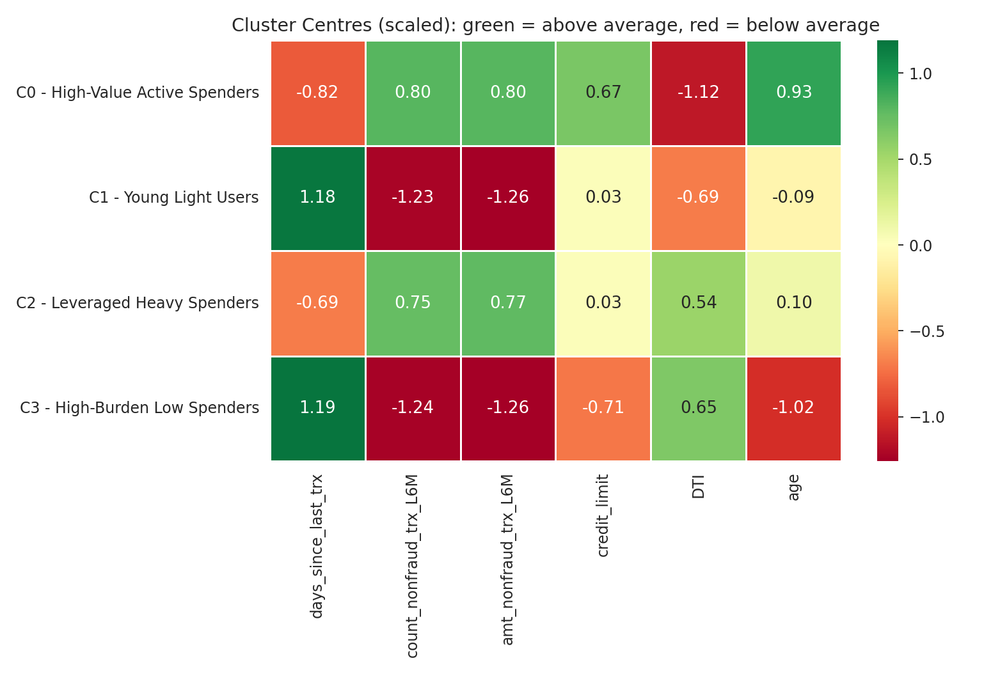 Cluster Centres (scaled): green = above average, red = below average
C0 - High-Value Active Spenders
-0.82 0.80 0.80 0.67 -1.12 0.93
C1 - Young Light Users
1.18 -1.23 -1.26 0.03 -0.69 -0.09
C2 - Leveraged Heavy Spenders
-0.69 0.75 0.77 0.03 0.54 0.10
C3 - High-Burden Low Spenders
1.19 -1.24 -1.26 -0.71 0.65 -1.02
days_since_last_trx
count_nonfraud_trx_L6M
amt_nonfraud_trx_L6M
credit_limit
DTI
age
1.0
0.5
0.0
−0.5
−1.0